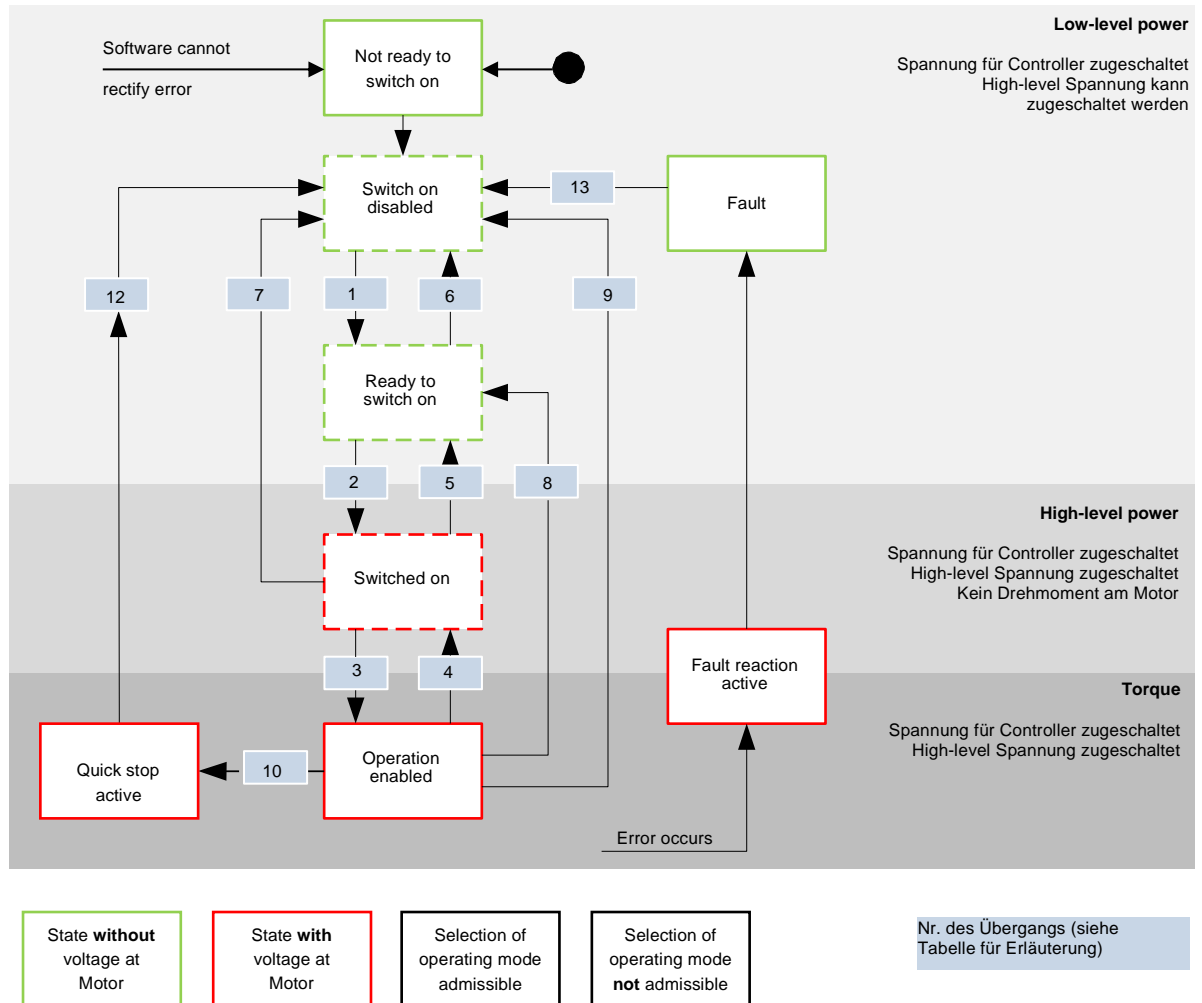 Low-level power
Spannung für Controller zugeschaltet
High-level Spannung kann
zugeschaltet werden
Software cannot
rectify error
Not ready to
switch on
Switch on
disabled
13
Fault
12
7
1
6
9
Ready to
switch on
2
5
8
High-level power
Spannung für Controller zugeschaltet
High-level Spannung zugeschaltet
Kein Drehmoment am Motor
Switched on
3
4
Fault reaction
active
Torque
Spannung für Controller zugeschaltet
High-level Spannung zugeschaltet
Quick stop
active
10
Operation
enabled
Error occurs
State without
voltage at
Motor
State with
voltage at
Motor
Selection of
operating mode
admissible
Selection of
operating mode
not admissible
Nr. des Übergangs (siehe
Tabelle für Erläuterung)